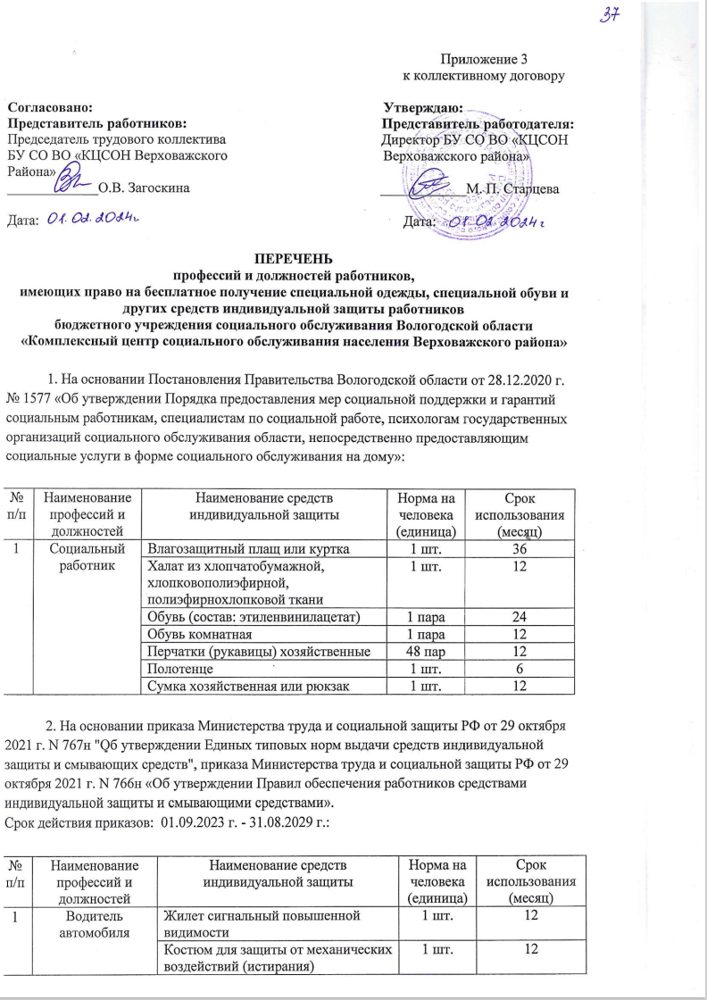 37
Приложение 3
к коллективному договору
Согласовано:
Представитель работников:
Председатель трудового коллектива
БУ СО ВО «КЦСОН Верховажского
Района»
О.В. Загоскина
Дата: 01.02.2024г.
Утверждаю:
Представитель работодателя:
Директор БУ СО ВО «КЦСОН
Верховажского района»
М. П. Старцева
Дата: 01.02.2024г
ПЕРЕЧЕНЬ
профессий и должностей работников,
имеющих право на бесплатное получение специальной одежды, специальной обуви и
других средств индивидуальной защиты работников
бюджетного учреждения социального обслуживания Вологодской области
«Комплексный центр социального обслуживания населения Верховажского района»
1. На основании Постановления Правительства Вологодской области от 28.12.2020 г.
№ 1577 «Об утверждении Порядка предоставления мер социальной поддержки и гарантий
социальным работникам, специалистам по социальной работе, психологам государственных
организаций социального обслуживания области, непосредственно предоставляющим
социальные услуги в форме социального обслуживания на дому»:
№ Наименование Наименование средств Норма на Срок
п/п профессий и индивидуальной защиты человека использования
должностей (единица) (месяц)
1 Социальный Влагозащитный плащ или куртка 1 шт. 36
работник Халат из хлопчатобумажной, 1 шт. 12
хлопковополиэфирной,
полиэфирнохлопковой ткани
Обувь (состав: этиленвинилацетат) 1 пара 24
Обувь комнатная 1 пара 12
Перчатки (рукавицы) хозяйственные 48 пар 12
Полотенце 1 шт. 6
Сумка хозяйственная или рюкзак 1 шт. 12
2. На основании приказа Министерства труда и социальной защиты РФ от 29 октября
2021 г. N 767н "Об утверждении Единых типовых норм выдачи средств индивидуальной
защиты и смывающих средств", приказа Министерства труда и социальной защиты РФ от 29
октября 2021 г. N 766н «Об утверждении Правил обеспечения работников средствами
индивидуальной защиты и смывающими средствами».
Срок действия приказов: 01.09.2023 г. - 31.08.2029 г.:
№ Наименование Наименование средств Норма на Срок
п/п профессий и индивидуальной защиты человека использования
должностей (единица) (месяц)
1 Водитель Жилет сигнальный повышенной 1 шт. 12
автомобиля видимости
Костюм для защиты от механических 1 шт. 12
воздействий (истирания)